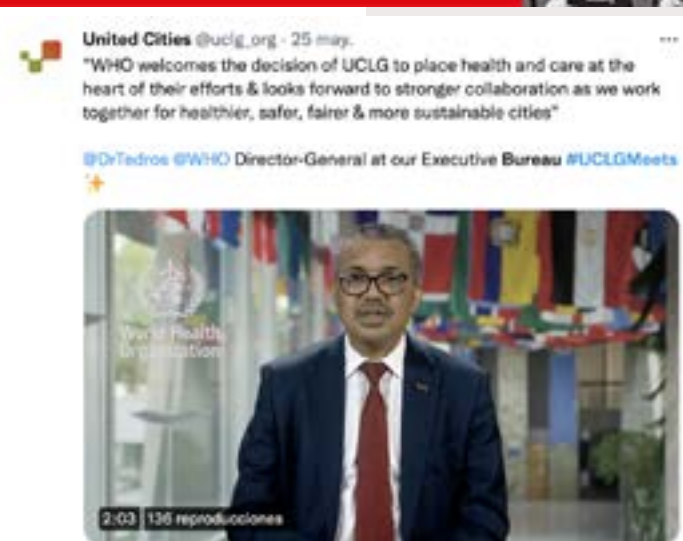 United Cities @uclg_org · 25 may.
"WHO welcomes the decision of UCLG to place health and care at the
heart of their efforts & looks forward to stronger collaboration as we work
together for healthier, safer, fairer & more sustainable cities"
@DrTedros @WHO Director-General at our Executive Bureau #UCLGMeets
World Health
Organization
2:03 136 reproducciones